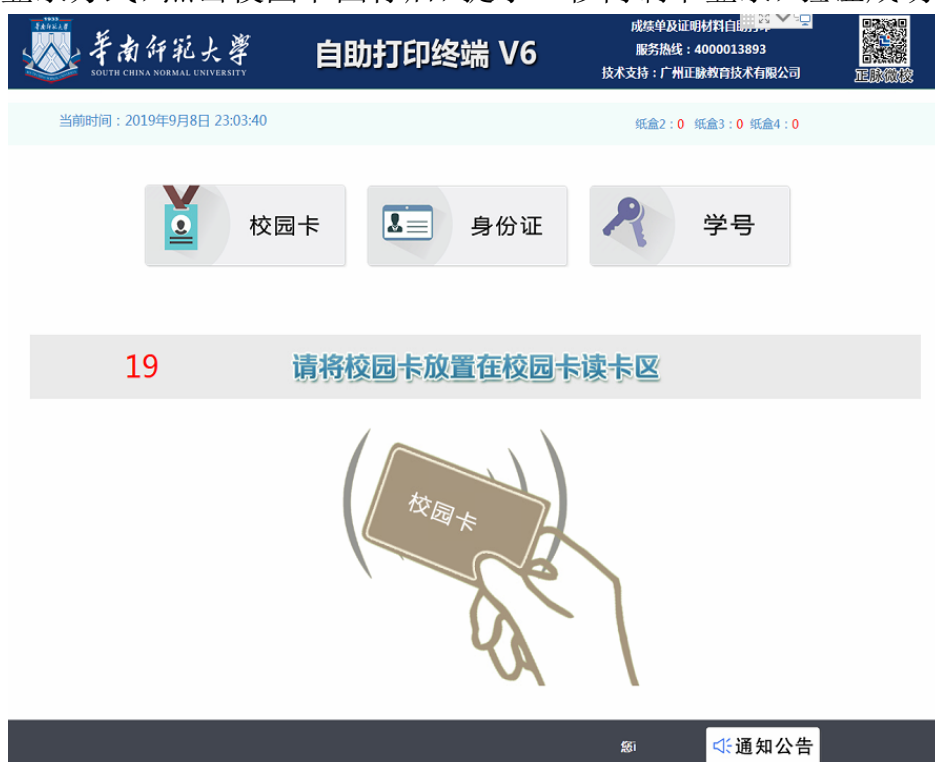 華南師範大學
SOUTH CHINA NORMAL UNIVERSITY
自助打印终端 V6
成绩单及证明材料自助打印
服务热线：4000013893
技术支持：广州正脉教育技术有限公司
正脉微校
当前时间：2019年9月8日 23:03:40
纸盒2：0 纸盒3：0 纸盒4：0
校园卡
身份证
学号
19
请将校园卡放置在校园卡读卡区
校园卡
通知公告